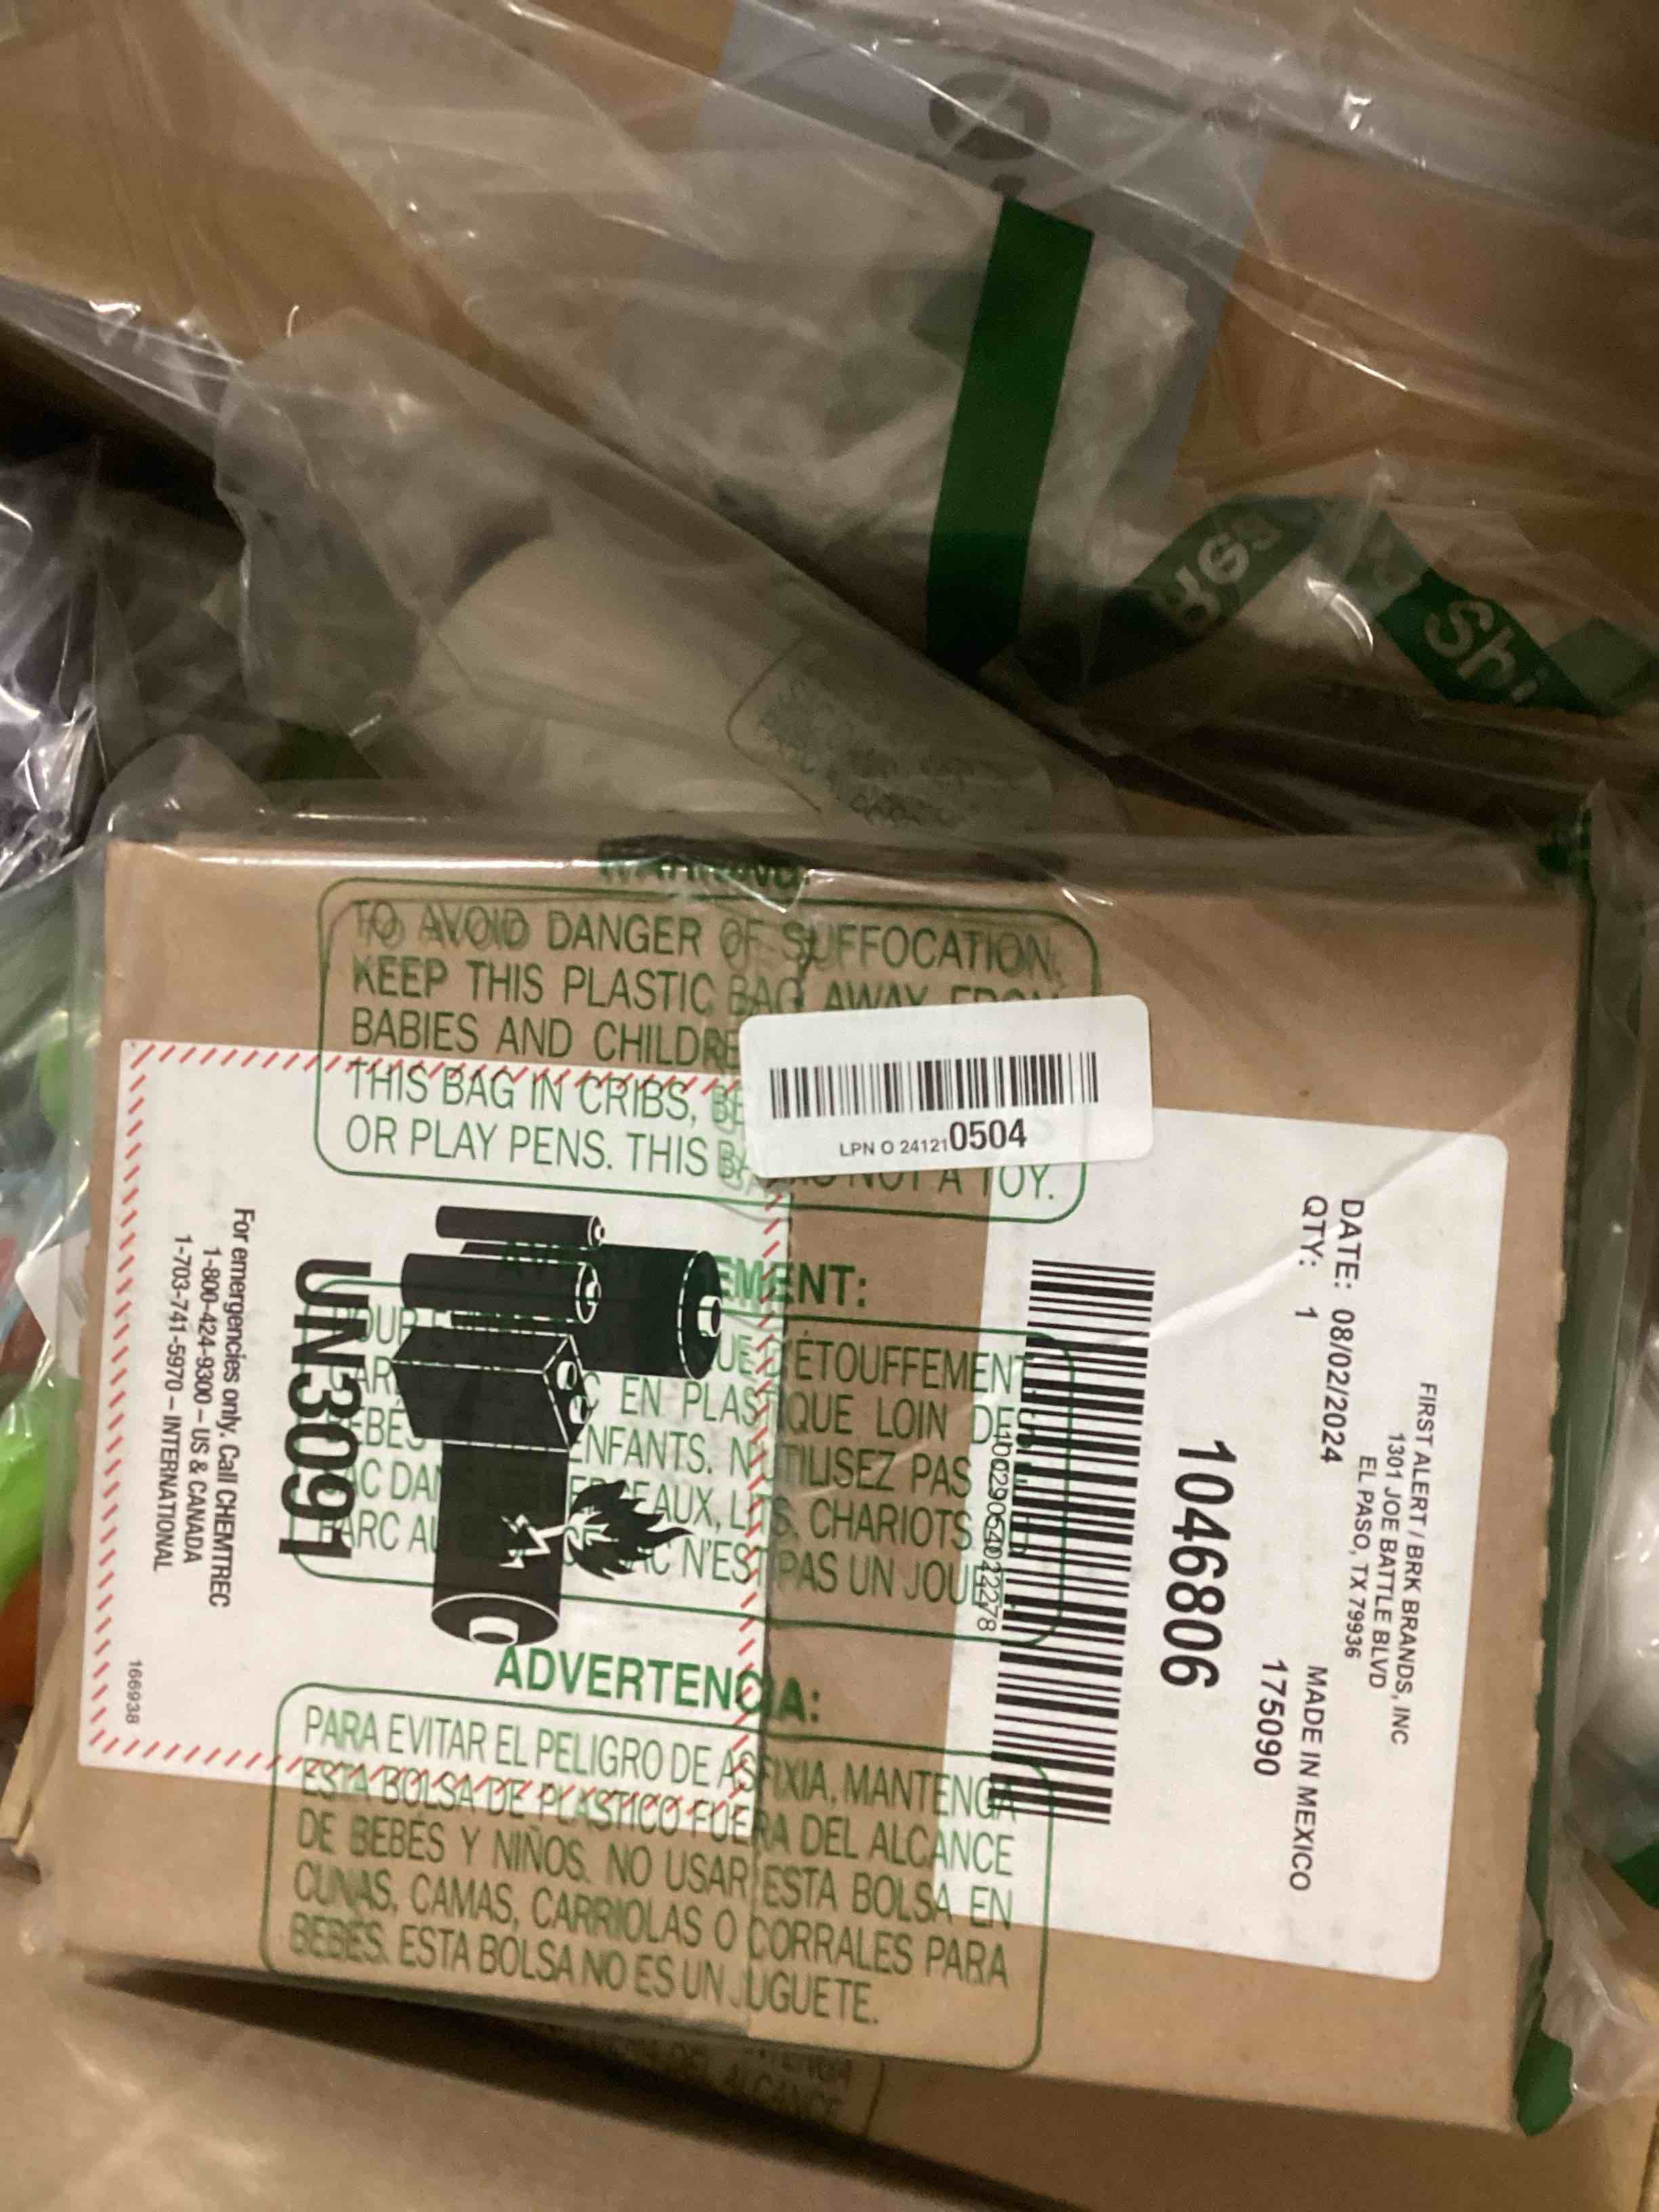 WARNING:
TO AVOID DANGER OF SUFFOCATION,
KEEP THIS PLASTIC BAG AWAY FROM
BABIES AND CHILDRE
THIS BAG IN CRIBS,
OR PLAY PENS. THIS
NOT A TOY.
LPN O 241210504
EMENT:
ÉTOUFFEMENT
EN PLASTIQUE LOIN DE
ENFANTS. N'UTILISEZ PAS
CHARIOTS
N'EST PAS UN JOUE
ADVERTENCIA:
PARA EVITAR EL PELIGRO DE ASFIXIA, MANTENGA
ESTA BOLSA DE PLASTICO FUERA DEL ALCANCE
DE BEBES Y NIÑOS. NO USAR ESTA BOLSA EN
CUNAS, CAMAS, CARRIOLAS O CORRALES PARA
BEBES. ESTA BOLSA NO ES UN JUGUETE.
FIRST ALERT / BRK BRANDS, INC
1301 JOE BATTLE BLVD
EL PASO, TX 79936
DATE: 08/02/2024
MADE IN MEXICO
QTY: 1
175090
1046806
UN3091
For emergencies only. Call CHEMTREC
1-800-424-9300 – US & CANADA
1-703-741-5970 – INTERNATIONAL
166938
ALCANCE